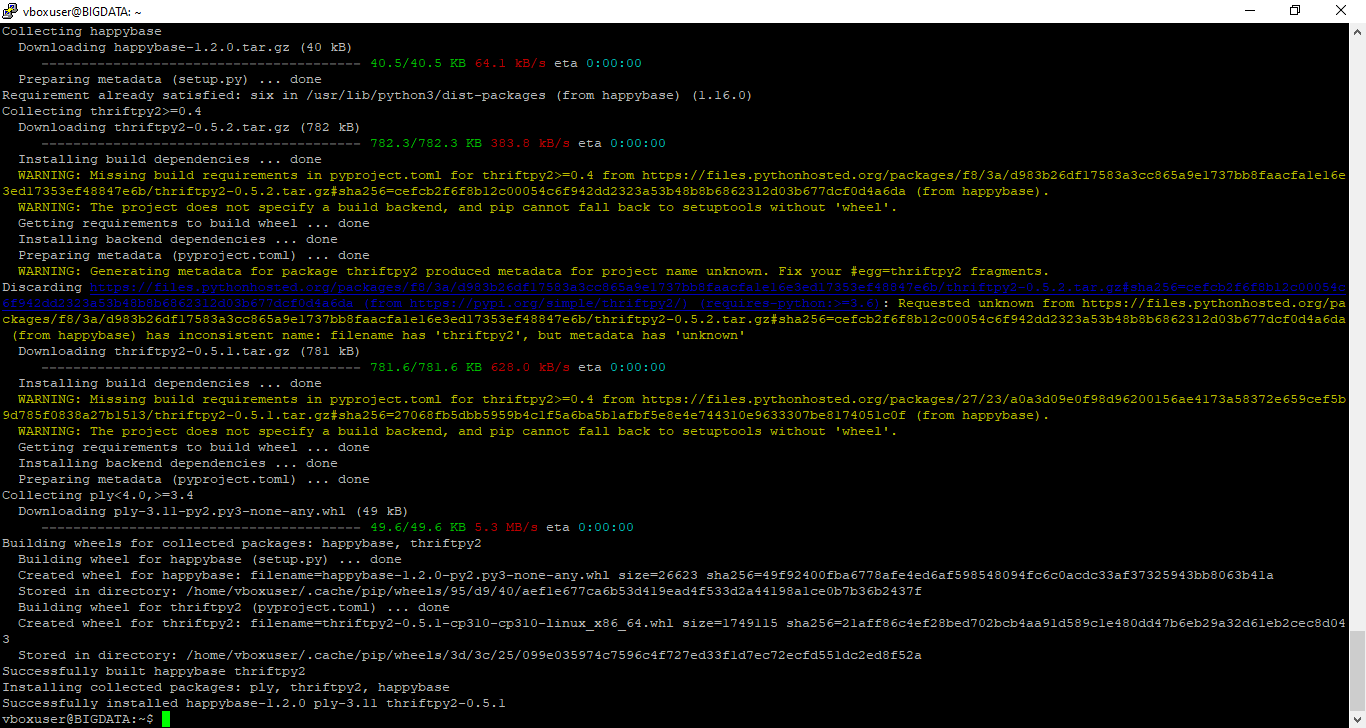 vboxuser@BIGDATA: ~
Collecting happybase
  Downloading happybase-1.2.0.tar.gz (40 kB)
     ---------------------------------------- 40.5/40.5 KB 64.1 kB/s eta 0:00:00
  Preparing metadata (setup.py) ... done
Requirement already satisfied: six in /usr/lib/python3/dist-packages (from happybase) (1.16.0)
Collecting thriftpy2>=0.4
  Downloading thriftpy2-0.5.2.tar.gz (782 kB)
     ---------------------------------------- 782.3/782.3 KB 383.8 kB/s eta 0:00:00
  Installing build dependencies ... done
  WARNING: Missing build requirements in pyproject.toml for thriftpy2>=0.4 from https://files.pythonhosted.org/packages/f8/3a/d983b26df17583a3cc865a9e1737bb8faacfa1e16e
3ed17353ef48847e6b/thriftpy2-0.5.2.tar.gz#sha256=cefcb2f6f8b12c00054c6f942dd2323a53b48b8b6862312d03b677dcf0d4a6da (from happybase).
  WARNING: The project does not specify a build backend, and pip cannot fall back to setuptools without 'wheel'.
  Getting requirements to build wheel ... done
  Installing backend dependencies ... done
  Preparing metadata (pyproject.toml) ... done
  WARNING: Generating metadata for package thriftpy2 produced metadata for project name unknown. Fix your #egg=thriftpy2 fragments.
Discarding https://files.pythonhosted.org/packages/f8/3a/d983b26df17583a3cc865a9e1737bb8faacfa1e16e3ed17353ef48847e6b/thriftpy2-0.5.2.tar.gz#sha256=cefcb2f6f8b12c00054c
6f942dd2323a53b48b8b6862312d03b677dcf0d4a6da (from https://pypi.org/simple/thriftpy2/) (requires-python:>=3.6): Requested unknown from https://files.pythonhosted.org/pa
ckages/f8/3a/d983b26df17583a3cc865a9e1737bb8faacfa1e16e3ed17353ef48847e6b/thriftpy2-0.5.2.tar.gz#sha256=cefcb2f6f8b12c00054c6f942dd2323a53b48b8b6862312d03b677dcf0d4a6da
 (from happybase) has inconsistent name: filename has 'thriftpy2', but metadata has 'unknown'
  Downloading thriftpy2-0.5.1.tar.gz (781 kB)
     ---------------------------------------- 781.6/781.6 KB 628.0 kB/s eta 0:00:00
  Installing build dependencies ... done
  WARNING: Missing build requirements in pyproject.toml for thriftpy2>=0.4 from https://files.pythonhosted.org/packages/27/23/a0a3d09e0f98d96200156ae4173a58372e659cef5b
9d785f0838a27b1513/thriftpy2-0.5.1.tar.gz#sha256=27068fb5dbb5959b4c1f5a6ba5b1afbf5e8e4e744310e9633307be8174051c0f (from happybase).
  WARNING: The project does not specify a build backend, and pip cannot fall back to setuptools without 'wheel'.
  Getting requirements to build wheel ... done
  Installing backend dependencies ... done
  Preparing metadata (pyproject.toml) ... done
Collecting ply<4.0,>=3.4
  Downloading ply-3.11-py2.py3-none-any.whl (49 kB)
     ---------------------------------------- 49.6/49.6 KB 5.3 MB/s eta 0:00:00
Building wheels for collected packages: happybase, thriftpy2
  Building wheel for happybase (setup.py) ... done
  Created wheel for happybase: filename=happybase-1.2.0-py2.py3-none-any.whl size=26623 sha256=49f92400fba6778afe4ed6af598548094fc6c0acdc33af37325943bb8063b41a
  Stored in directory: /home/vboxuser/.cache/pip/wheels/95/d9/40/aef1e677ca6b53d419ead4f533d2a44198a1ce0b7b36b2437f
  Building wheel for thriftpy2 (pyproject.toml) ... done
  Created wheel for thriftpy2: filename=thriftpy2-0.5.1-cp310-cp310-linux_x86_64.whl size=1749115 sha256=21aff86c4ef28bed702bcb4aa91d589c1e480dd47b6eb29a32d61eb2cec8d04
3
  Stored in directory: /home/vboxuser/.cache/pip/wheels/3d/3c/25/099e035974c7596c4f727ed33f1d7ec72ecfd551dc2ed8f52a
Successfully built happybase thriftpy2
Installing collected packages: ply, thriftpy2, happybase
Successfully installed happybase-1.2.0 ply-3.11 thriftpy2-0.5.1
vboxuser@BIGDATA:~$